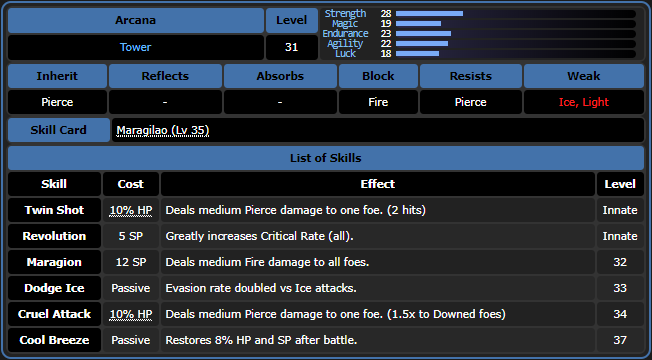 Arcana Level
Tower 31
Strength 28
Magic 19
Endurance 23
Agility 22
Luck 18
Inherit Reflects Absorbs Block Resists Weak
Pierce - - Fire Pierce Ice, Light
Skill Card Maragilao (Lv 35)
List of Skills
Skill Cost Effect Level
Twin Shot 10% HP Deals medium Pierce damage to one foe. (2 hits) Innate
Revolution 5 SP Greatly increases Critical Rate (all). Innate
Maragion 12 SP Deals medium Fire damage to all foes. 32
Dodge Ice Passive Evasion rate doubled vs Ice attacks. 33
Cruel Attack 10% HP Deals medium Pierce damage to one foe. (1.5x to Downed foes) 34
Cool Breeze Passive Restores 8% HP and SP after battle. 37